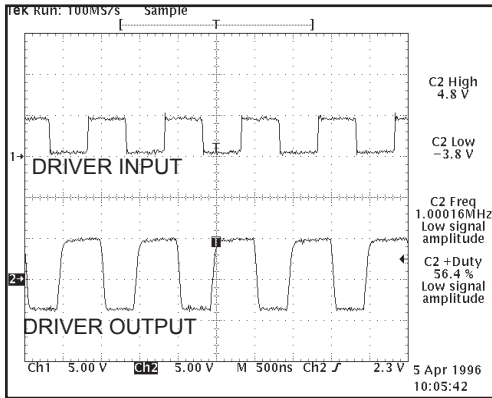 Tek Run: 100MS/s Sample
T
C2 High
4.8 V
C2 Low
−3.8 V
1→
T
DRIVER INPUT
C2 Freq
1.00016MHz
Low signal
amplitude
C2 +Duty
56.4 %
Low signal
amplitude
T
2→
DRIVER OUTPUT
Ch1 5.00 V Ch2 5.00 V M 500ns Ch2 ƒ 2.3 V
5 Apr 1996
10:05:42